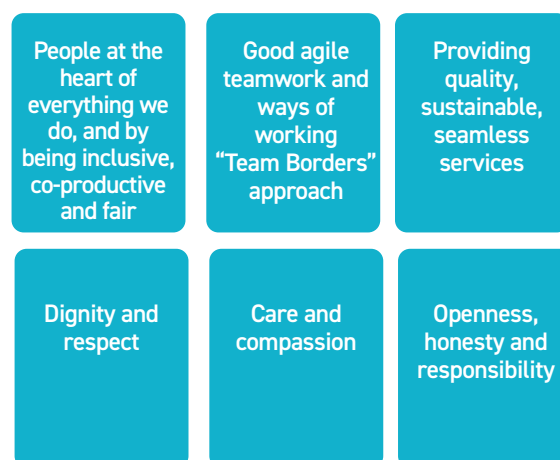 People at the
heart of
everything we
do, and by
being inclusive,
co-productive
and fair
Good agile
teamwork and
ways of
working
“Team Borders”
approach
Providing
quality,
sustainable,
seamless
services
Dignity and
respect
Care and
compassion
Openness,
honesty and
responsibility